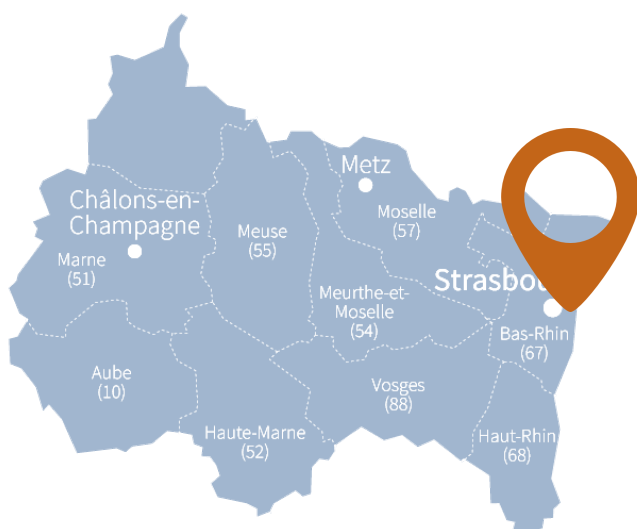 Metz
Châlons-en-
Champagne
Moselle
(57)
Meuse
(55)
Marne
(51)
Strasbou
Meurthe-et-
Moselle
(54)
Bas-Rhin
(67)
Aube
(10)
Vosges
(88)
Haute-Marne
(52)
Haut-Rhin
(68)